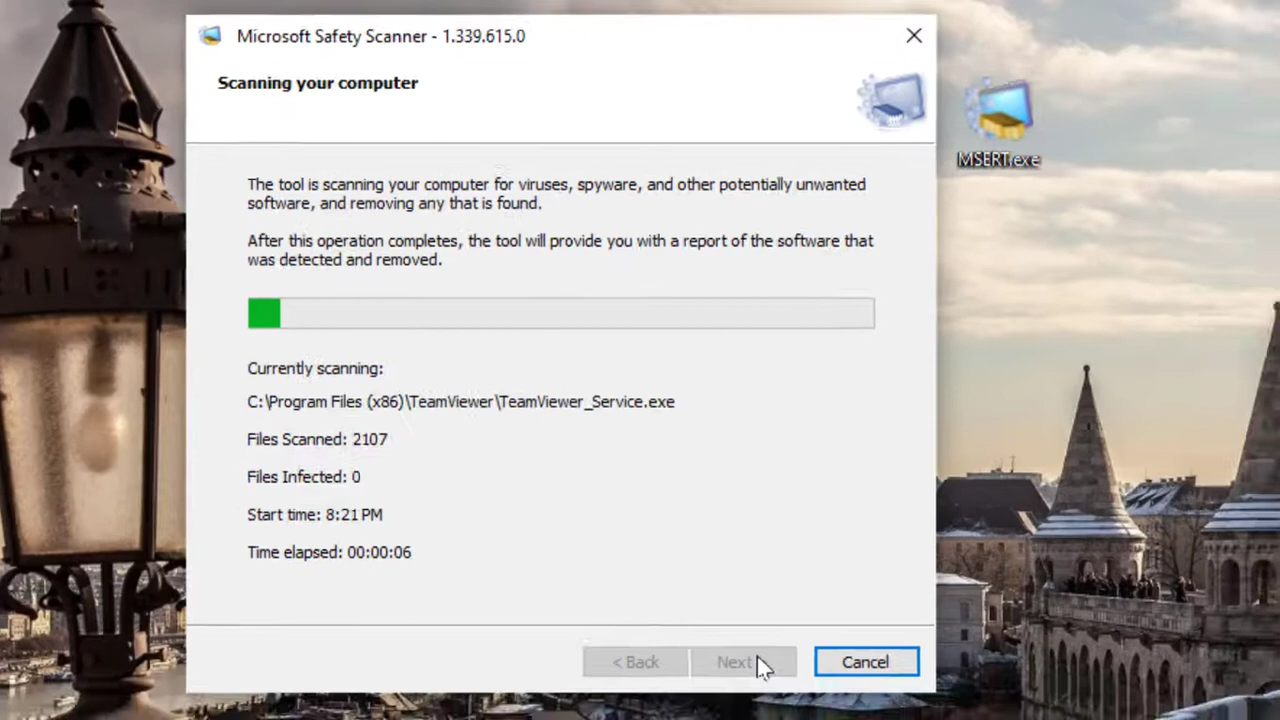 Microsoft Safety Scanner - 1.339.615.0
Scanning your computer
MSERT.exe
The tool is scanning your computer for viruses, spyware, and other potentially unwanted
software, and removing any that is found.
After this operation completes, the tool will provide you with a report of the software that
was detected and removed.
Currently scanning:
C:\Program Files (x86)\TeamViewer\TeamViewer_Service.exe
Files Scanned: 2107
Files Infected: 0
Start time: 8:21 PM
Time elapsed: 00:00:06
< Back
Next
Cancel